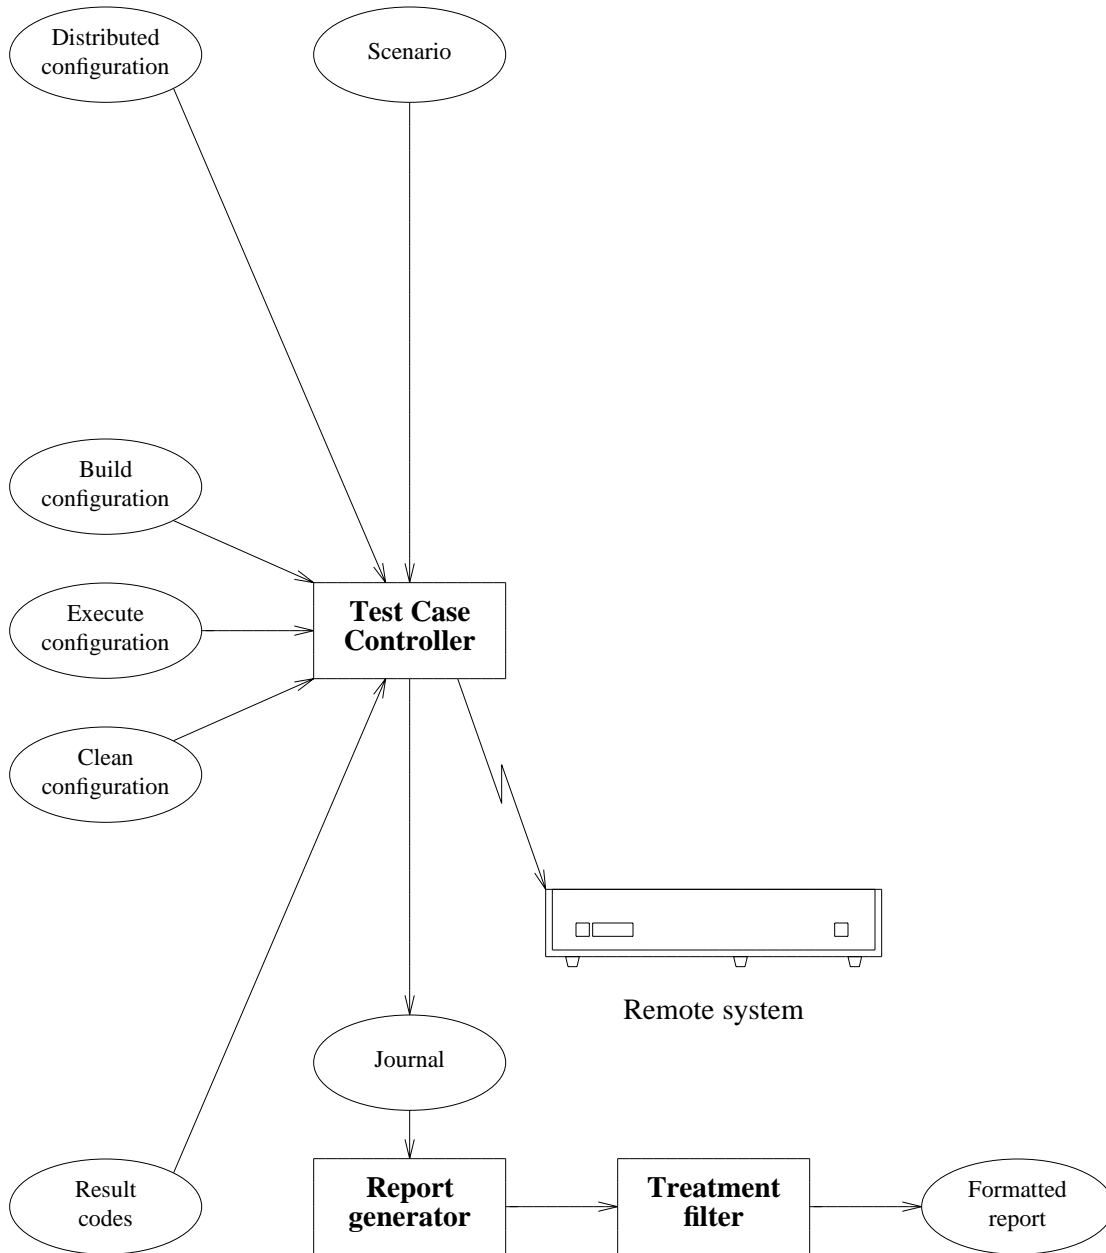 Distributed
configuration
Scenario
Build
configuration
Execute
configuration
Test Case
Controller
Clean
configuration
Remote system
Journal
Result
codes
Report
generator
Treatment
filter
Formatted
report